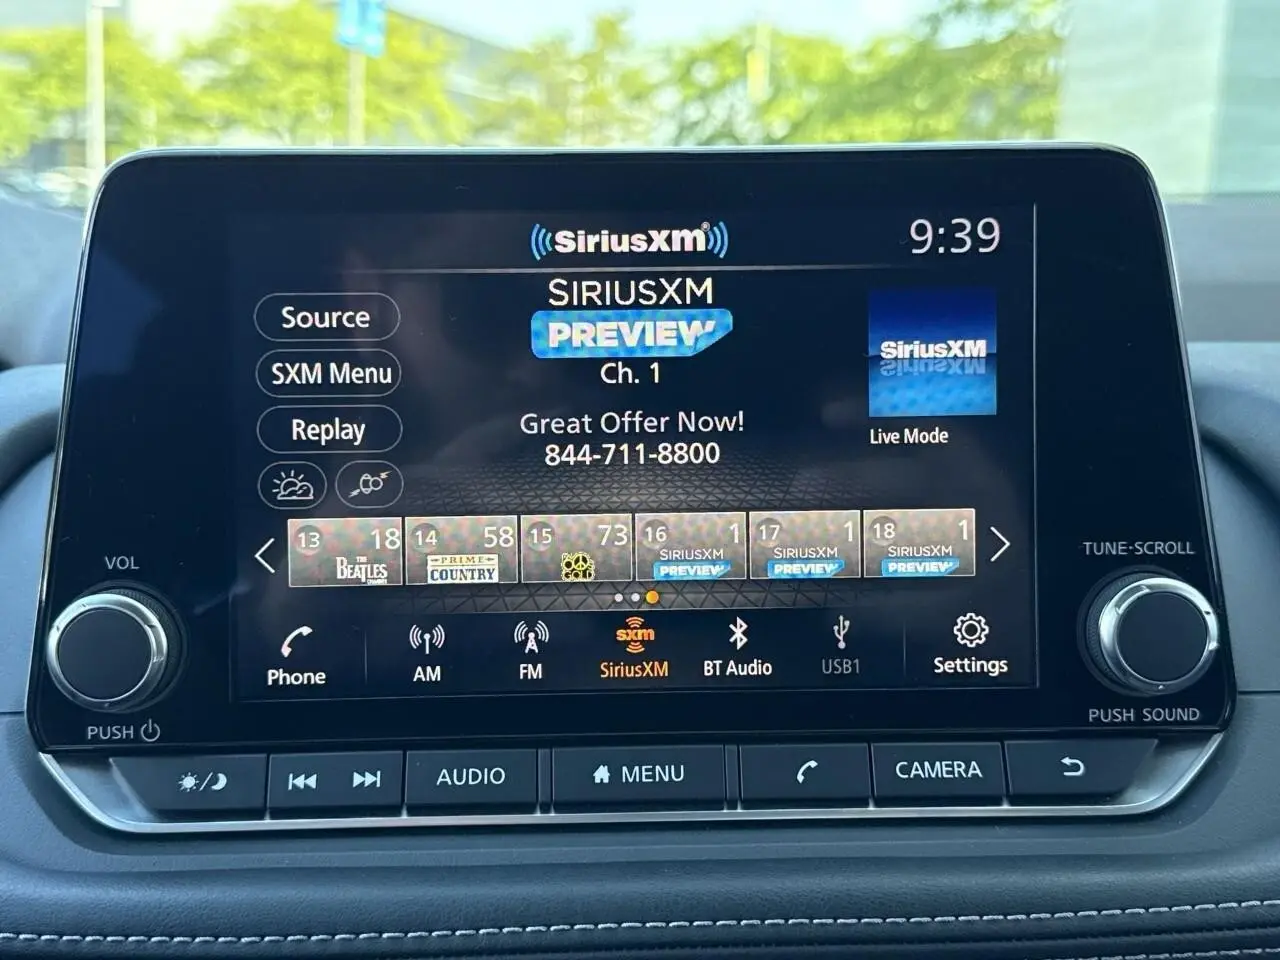 SiriusXM®
9:39
SIRIUSXM
PREVIEW
Ch. 1
Source
SXM Menu
Replay
Great Offer Now!
844-711-8800
SiriusXM
Live Mode
13 18
THE BEATLES CHANNEL
14 58
PRIME COUNTRY
15 73
60s GOLD
16 1
SIRIUSXM PREVIEW
17 1
SIRIUSXM PREVIEW
18 1
SIRIUSXM PREVIEW
Phone
AM
FM
sxm
SiriusXM
BT Audio
USB1
Settings
VOL
PUSH
TUNE·SCROLL
PUSH SOUND
AUDIO
MENU
CAMERA